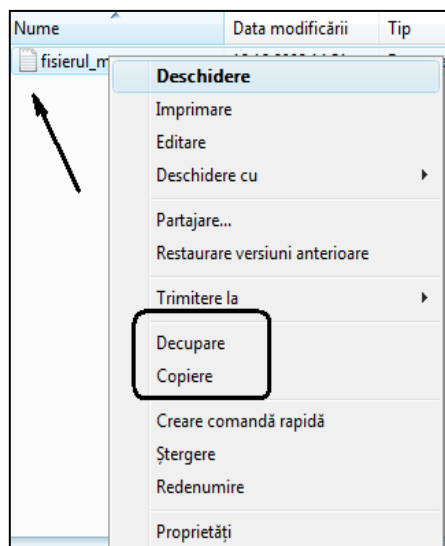 Nume Data modificării Tip
fisierul_m
Deschidere
Imprimare
Editare
Deschidere cu
Partajare...
Restaurare versiuni anterioare
Trimitere la
Decupare
Copiere
Creare comandă rapidă
Ștergere
Redenumire
Proprietăți